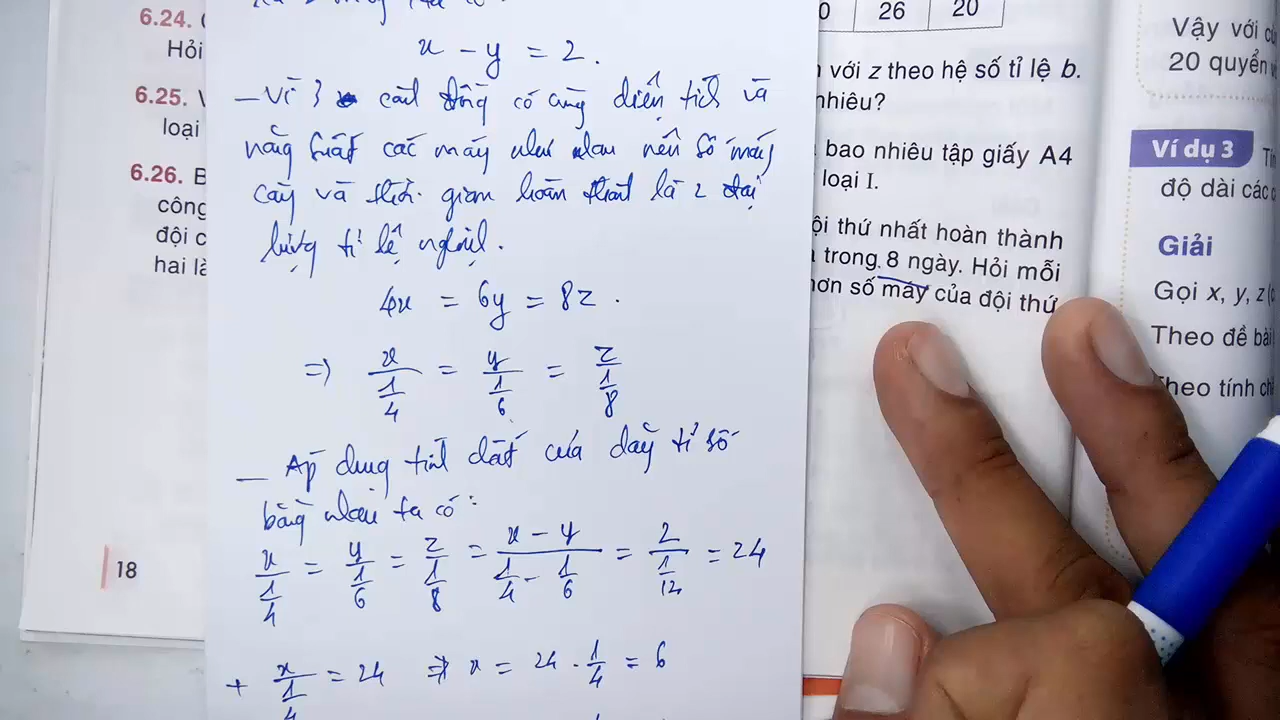 6.24.
Hỏi
6.25.
loại
6.26. B
công
đội c
hai là
18
x - y = 2.
- Vì 3 cánh đồng có cùng diện tích và
năng suất các máy như nhau nên số máy
cày và thời gian hoàn thành là 2 đại
lượng tỉ lệ nghịch.
4x = 6y = 8z.
=> x/(1/4) = y/(1/6) = z/(1/8)
- Áp dụng tính chất của dãy tỉ số
bằng nhau ta có:
x/(1/4) = y/(1/6) = z/(1/8) = (x - y)/(1/4 - 1/6) = 2/(1/12) = 24
+ x/(1/4) = 24 => x = 24 . 1/4 = 6
0 26 20
với z theo hệ số tỉ lệ b.
nhiêu?
bao nhiêu tập giấy A4
loại I.
ội thứ nhất hoàn thành
trong 8 ngày. Hỏi mỗi
hơn số máy của đội thứ
Vậy với
20 quyển
Ví dụ 3
độ dài các
Giải
Gọi x, y, z
Theo đề bài
Theo tính ch